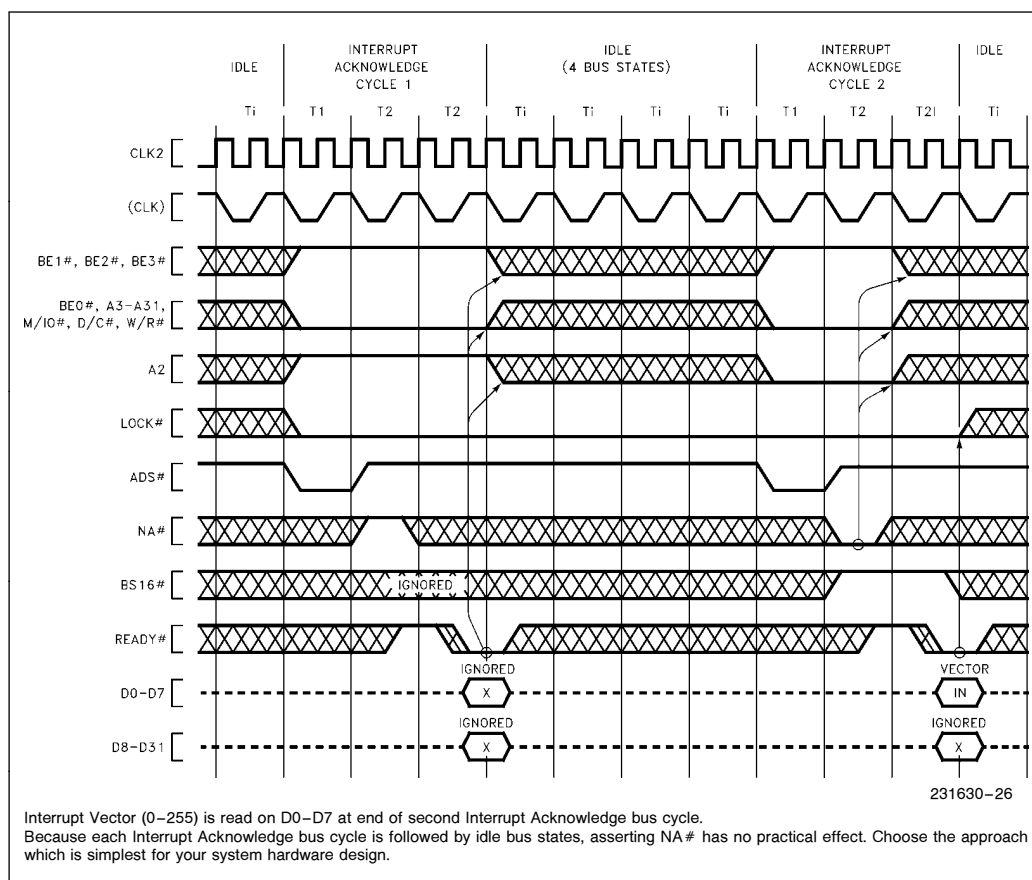 IDLE
INTERRUPT
ACKNOWLEDGE
CYCLE 1
IDLE
(4 BUS STATES)
INTERRUPT
ACKNOWLEDGE
CYCLE 2
IDLE
Ti T1 T2 T2 Ti Ti Ti Ti T1 T2 T2I Ti
CLK2
(CLK)
BE1#, BE2#, BE3#
BE0#, A3-A31,
M/IO#, D/C#, W/R#
A2
LOCK#
ADS#
NA#
BS16# IGNORED
READY#
IGNORED VECTOR
D0-D7 X IN
IGNORED IGNORED
D8-D31 X X
231630-26
Interrupt Vector (0-255) is read on D0-D7 at end of second Interrupt Acknowledge bus cycle.
Because each Interrupt Acknowledge bus cycle is followed by idle bus states, asserting NA# has no practical effect. Choose the approach
which is simplest for your system hardware design.